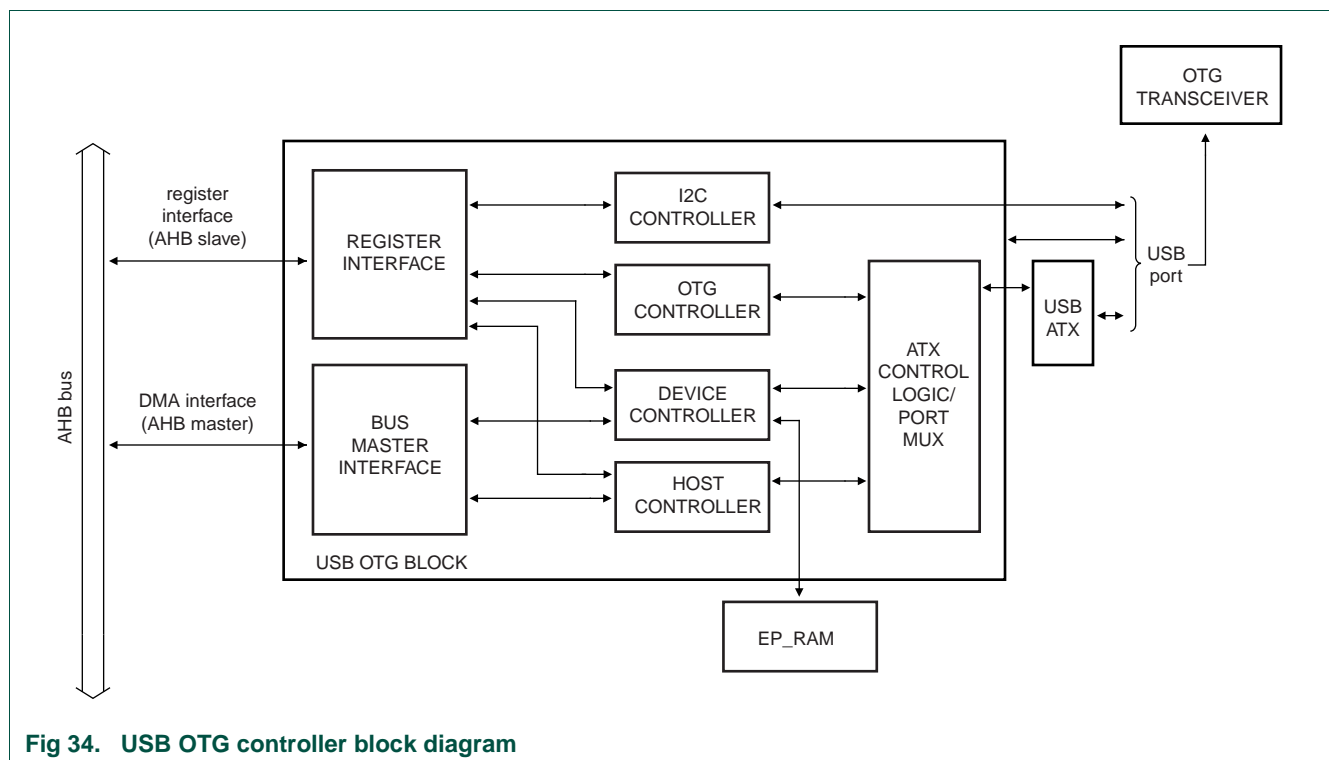 OTG
TRANSCEIVER
register
interface
(AHB slave)
REGISTER
INTERFACE
I2C
CONTROLLER
OTG
CONTROLLER
ATX
CONTROL
LOGIC/
PORT
MUX
USB
ATX
USB
port
AHB bus
DMA interface
(AHB master)
BUS
MASTER
INTERFACE
DEVICE
CONTROLLER
HOST
CONTROLLER
USB OTG BLOCK
EP_RAM
Fig 34. USB OTG controller block diagram